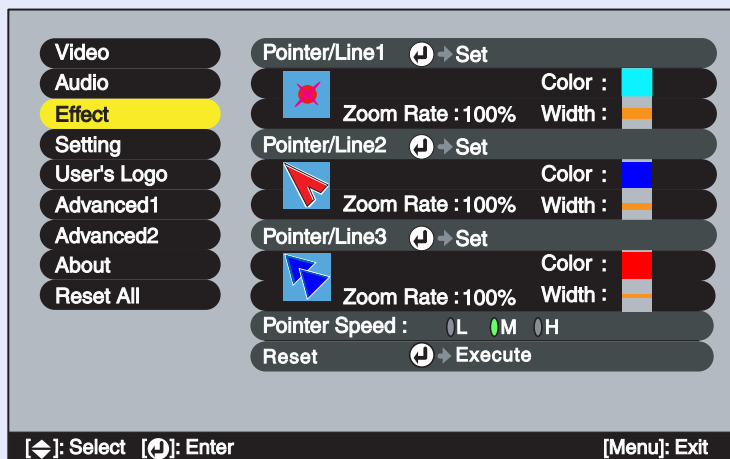 Video
Audio
Effect
Setting
User's Logo
Advanced1
Advanced2
About
Reset All
Pointer/Line1 Set
Color :
Zoom Rate : 100% Width :
Pointer/Line2 Set
Color :
Zoom Rate : 100% Width :
Pointer/Line3 Set
Color :
Zoom Rate : 100% Width :
Pointer Speed : L M H
Reset Execute
[ ]: Select [ ]: Enter [Menu]: Exit